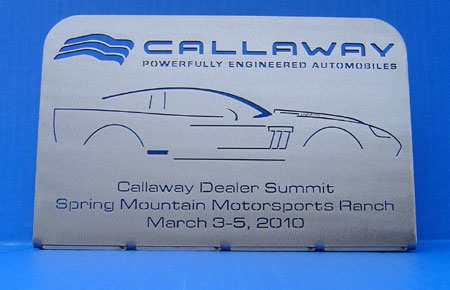 CALLAWAY
POWERFULLY ENGINEERED AUTOMOBILES
Callaway Dealer Summit
Spring Mountain Motorsports Ranch
March 3-5, 2010